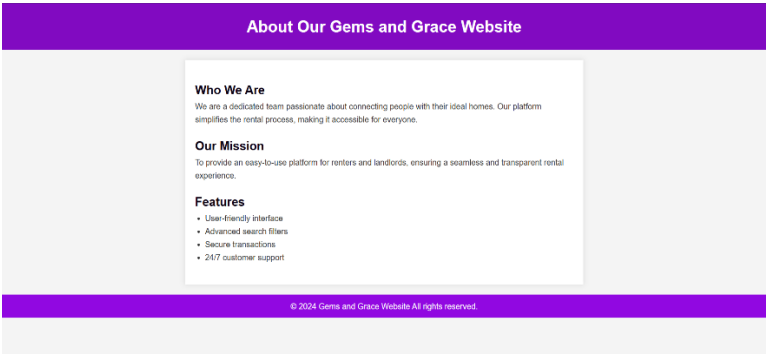 About Our Gems and Grace Website
Who We Are
We are a dedicated team passionate about connecting people with their ideal homes. Our platform
simplifies the rental process, making it accessible for everyone.
Our Mission
To provide an easy-to-use platform for renters and landlords, ensuring a seamless and transparent rental
experience.
Features
• User-friendly interface
• Advanced search filters
• Secure transactions
• 24/7 customer support
© 2024 Gems and Grace Website All rights reserved.